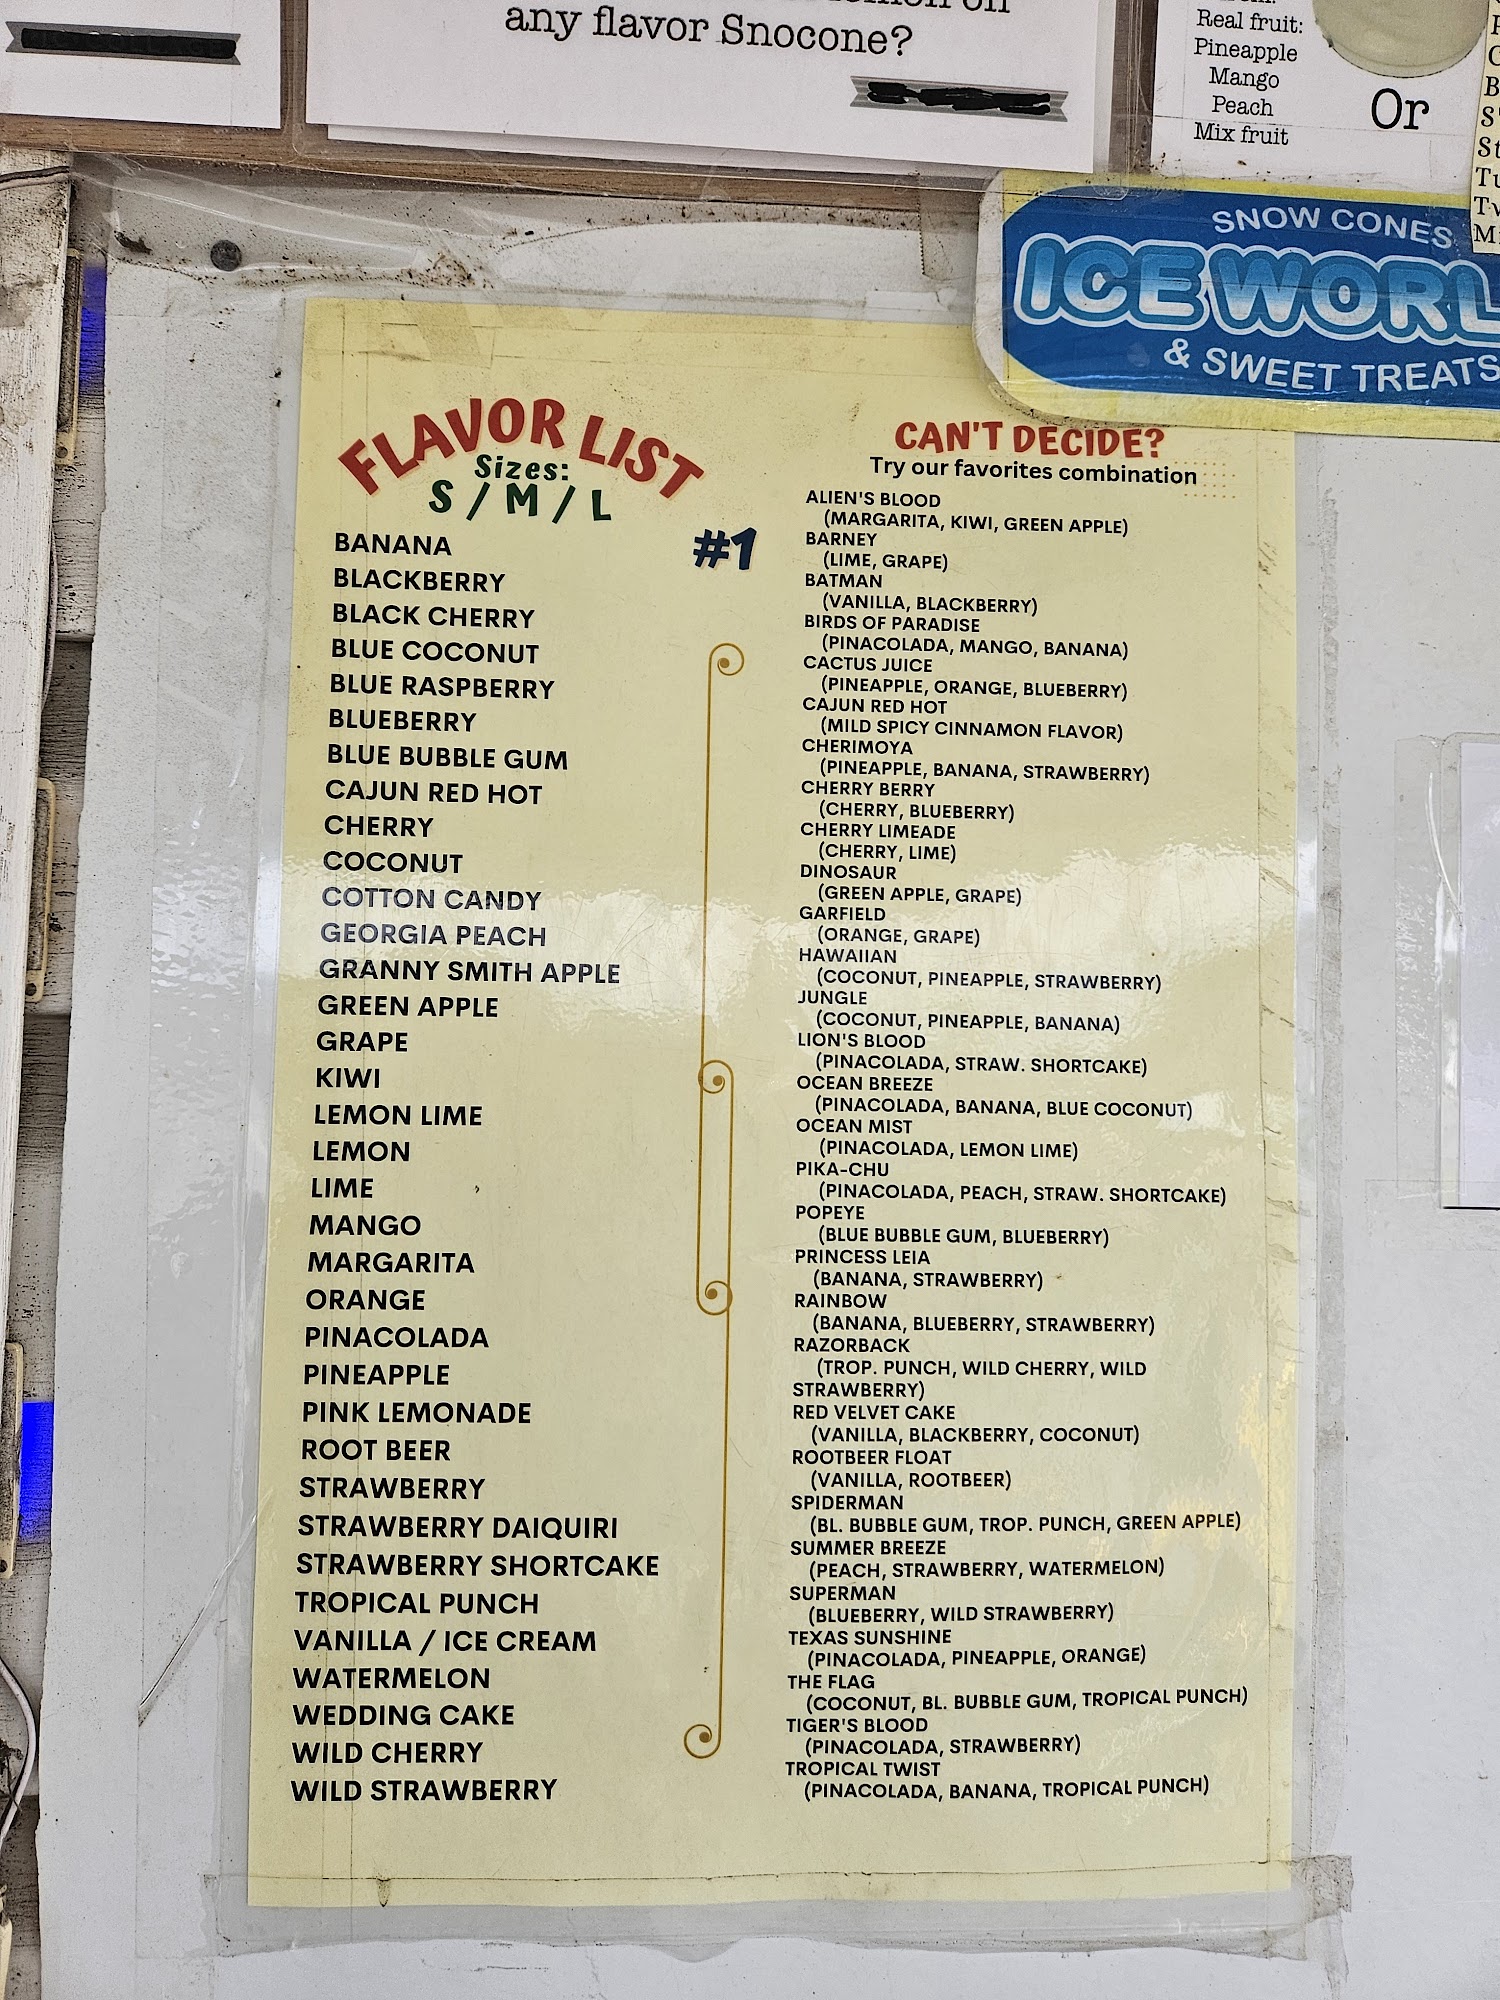 any flavor Snocone?
Real fruit:
Pineapple
Mango
Peach
Mix fruit
Or
SNOW CONES
ICE WORL
& SWEET TREATS
FLAVOR LIST
Sizes:
S / M / L
#1
BANANA
BLACKBERRY
BLACK CHERRY
BLUE COCONUT
BLUE RASPBERRY
BLUEBERRY
BLUE BUBBLE GUM
CAJUN RED HOT
CHERRY
COCONUT
COTTON CANDY
GEORGIA PEACH
GRANNY SMITH APPLE
GREEN APPLE
GRAPE
KIWI
LEMON LIME
LEMON
LIME
MANGO
MARGARITA
ORANGE
PINACOLADA
PINEAPPLE
PINK LEMONADE
ROOT BEER
STRAWBERRY
STRAWBERRY DAIQUIRI
STRAWBERRY SHORTCAKE
TROPICAL PUNCH
VANILLA / ICE CREAM
WATERMELON
WEDDING CAKE
WILD CHERRY
WILD STRAWBERRY
CAN'T DECIDE?
Try our favorites combination
ALIEN'S BLOOD
(MARGARITA, KIWI, GREEN APPLE)
BARNEY
(LIME, GRAPE)
BATMAN
(VANILLA, BLACKBERRY)
BIRDS OF PARADISE
(PINACOLADA, MANGO, BANANA)
CACTUS JUICE
(PINEAPPLE, ORANGE, BLUEBERRY)
CAJUN RED HOT
(MILD SPICY CINNAMON FLAVOR)
CHERIMOYA
(PINEAPPLE, BANANA, STRAWBERRY)
CHERRY BERRY
(CHERRY, BLUEBERRY)
CHERRY LIMEADE
(CHERRY, LIME)
DINOSAUR
(GREEN APPLE, GRAPE)
GARFIELD
(ORANGE, GRAPE)
HAWAIIAN
(COCONUT, PINEAPPLE, STRAWBERRY)
JUNGLE
(COCONUT, PINEAPPLE, BANANA)
LION'S BLOOD
(PINACOLADA, STRAW. SHORTCAKE)
OCEAN BREEZE
(PINACOLADA, BANANA, BLUE COCONUT)
OCEAN MIST
(PINACOLADA, LEMON LIME)
PIKA-CHU
(PINACOLADA, PEACH, STRAW. SHORTCAKE)
POPEYE
(BLUE BUBBLE GUM, BLUEBERRY)
PRINCESS LEIA
(BANANA, STRAWBERRY)
RAINBOW
(BANANA, BLUEBERRY, STRAWBERRY)
RAZORBACK
(TROP. PUNCH, WILD CHERRY, WILD
STRAWBERRY)
RED VELVET CAKE
(VANILLA, BLACKBERRY, COCONUT)
ROOTBEER FLOAT
(VANILLA, ROOTBEER)
SPIDERMAN
(BL. BUBBLE GUM, TROP. PUNCH, GREEN APPLE)
SUMMER BREEZE
(PEACH, STRAWBERRY, WATERMELON)
SUPERMAN
(BLUEBERRY, WILD STRAWBERRY)
TEXAS SUNSHINE
(PINACOLADA, PINEAPPLE, ORANGE)
THE FLAG
(COCONUT, BL. BUBBLE GUM, TROPICAL PUNCH)
TIGER'S BLOOD
(PINACOLADA, STRAWBERRY)
TROPICAL TWIST
(PINACOLADA, BANANA, TROPICAL PUNCH)